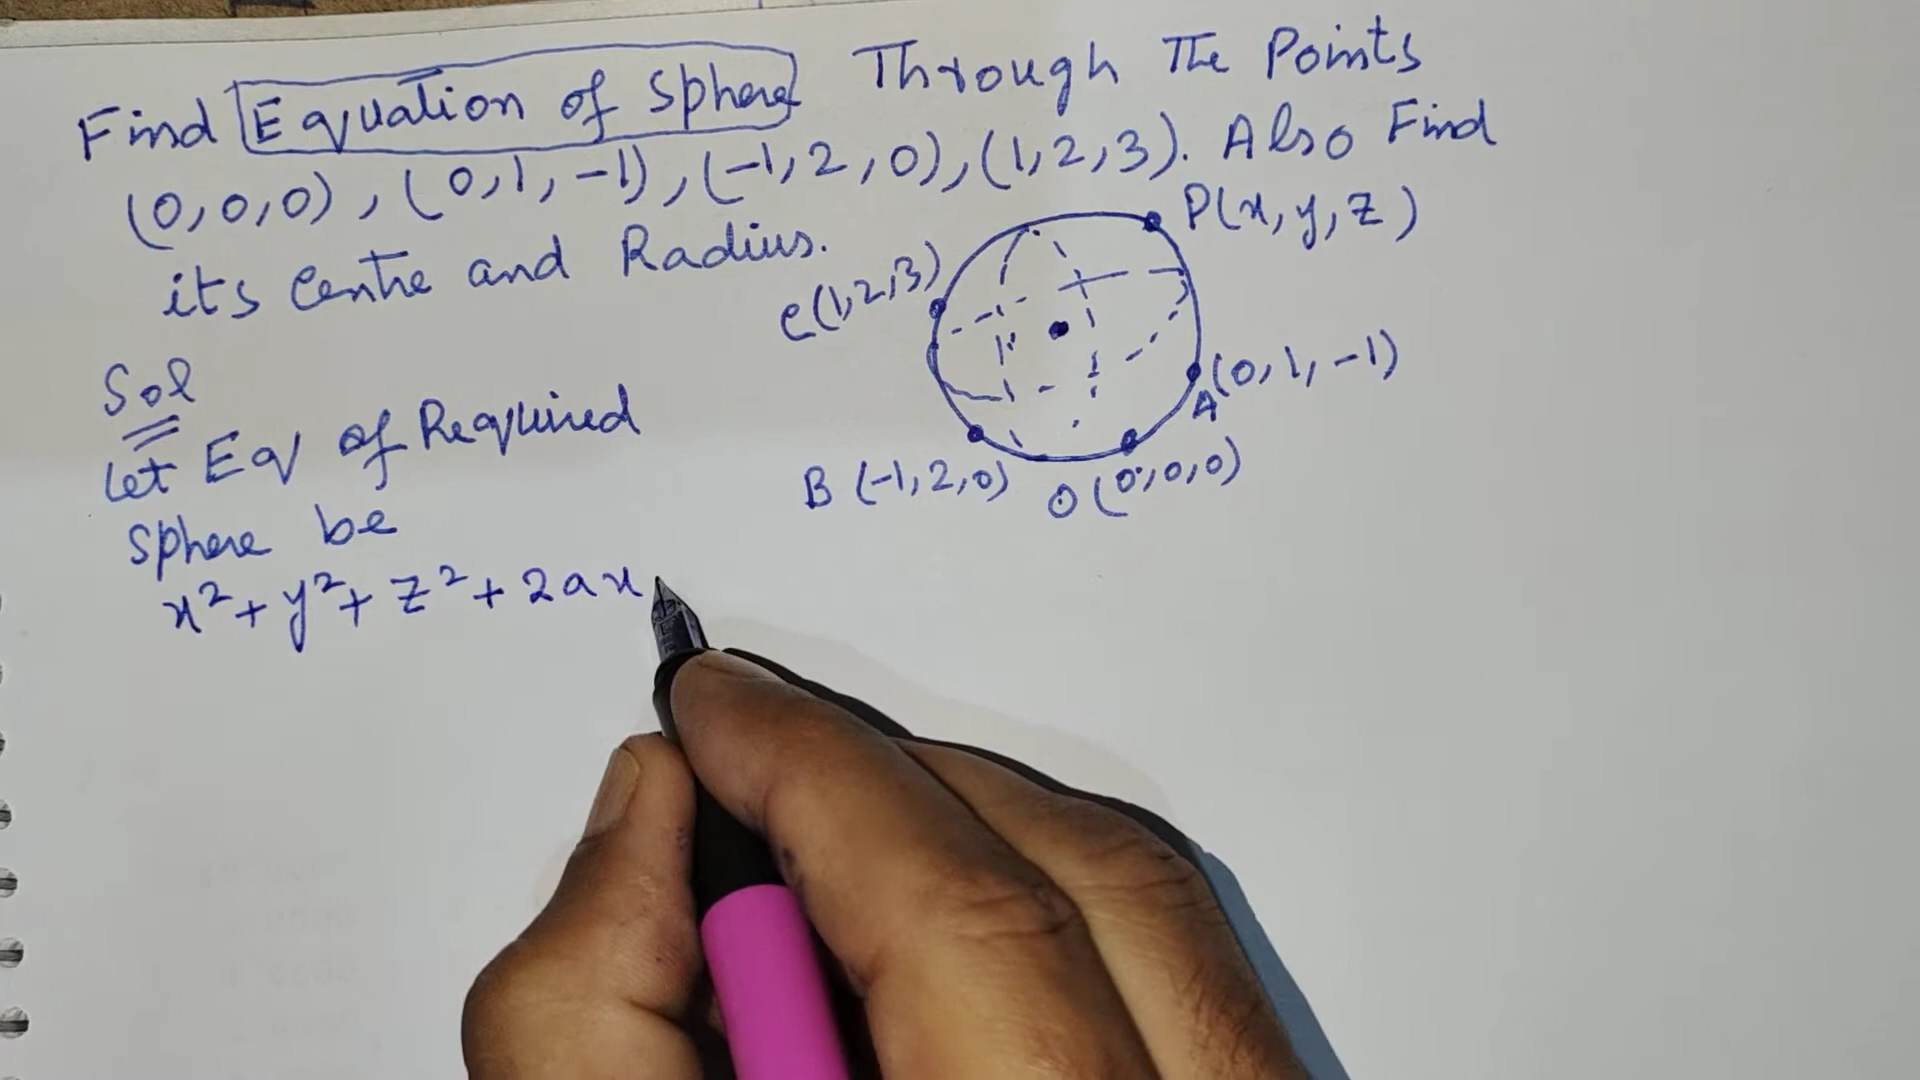 Find Equation of Sphere Through The Points
(0,0,0), (0,1,-1), (-1,2,0), (1,2,3). Also Find
its centre and Radius.
P(x,y,z)
C(1,2,3)
A(0,1,-1)
B(-1,2,0)
O(0,0,0)
Sol
Let Eq of Required
sphere be
x²+y²+z²+2ax